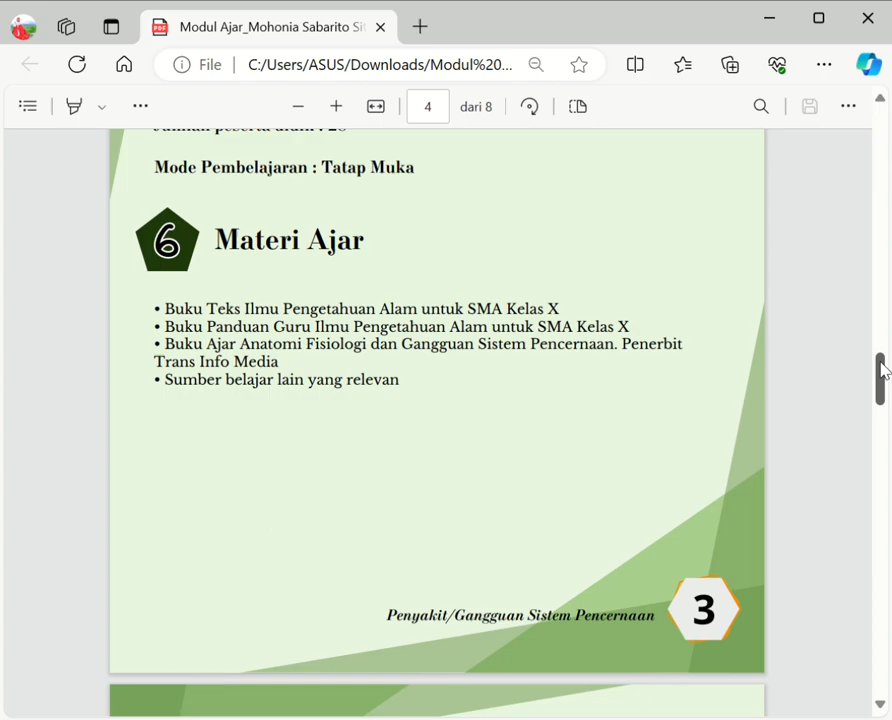 Modul Ajar_Mohonia Sabarito Sit
File
C:/Users/ASUS/Downloads/Modul%20...
4
dari 8
Mode Pembelajaran : Tatap Muka
6
Materi Ajar
• Buku Teks Ilmu Pengetahuan Alam untuk SMA Kelas X
• Buku Panduan Guru Ilmu Pengetahuan Alam untuk SMA Kelas X
• Buku Ajar Anatomi Fisiologi dan Gangguan Sistem Pencernaan. Penerbit
Trans Info Media
• Sumber belajar lain yang relevan
Penyakit/Gangguan Sistem Pencernaan
3